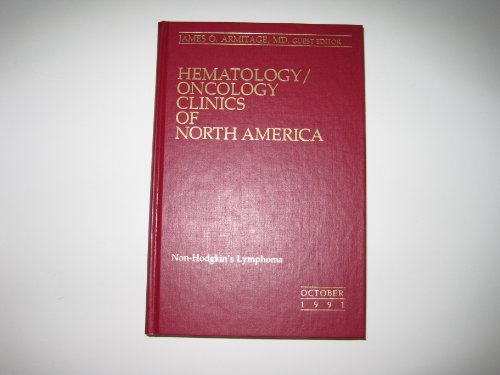 JAMES O. ARMITAGE, MD, GUEST EDITOR
HEMATOLOGY/
ONCOLOGY
CLINICS
OF
NORTH AMERICA
Non-Hodgkin's Lymphoma
OCTOBER
1991